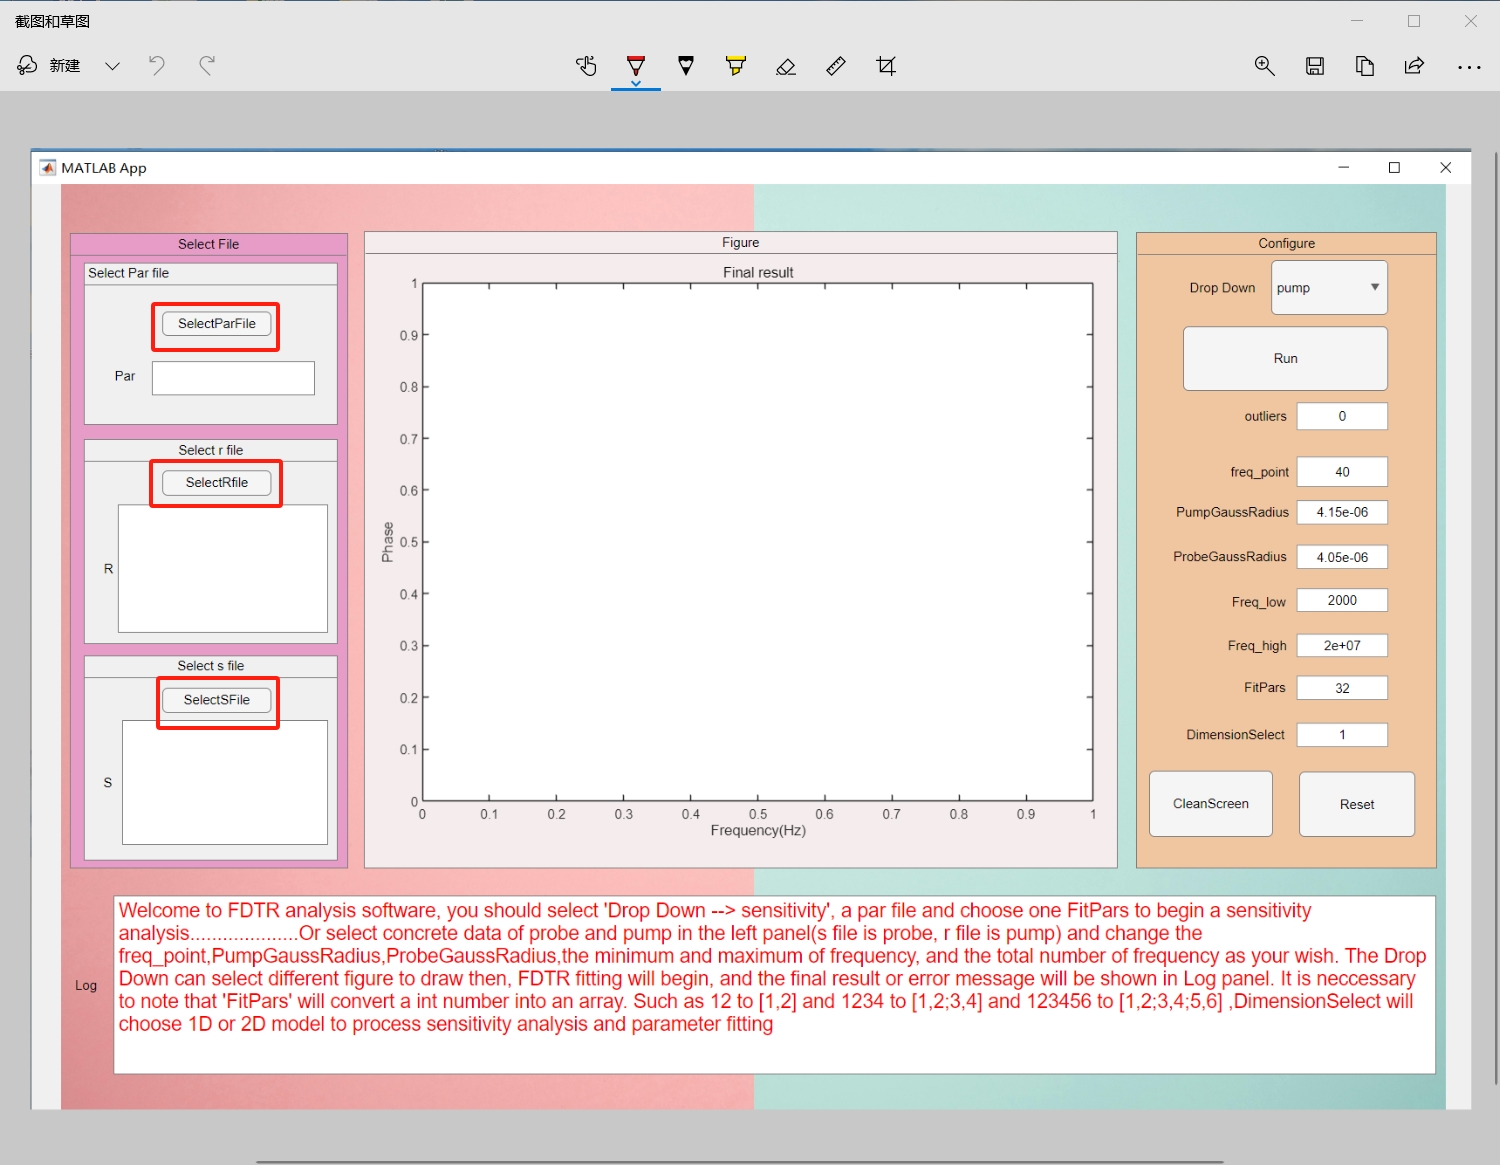 截图和草图
新建
MATLAB App
Select File
Select Par file
SelectParFile
Par
Select r file
SelectRfile
R
Select s file
SelectSFile
S
Figure
Final result
1
0.9
0.8
0.7
0.6
0.5
0.4
0.3
0.2
0.1
0
Phase
0 0.1 0.2 0.3 0.4 0.5 0.6 0.7 0.8 0.9 1
Frequency(Hz)
Configure
Drop Down pump
Run
outliers 0
freq_point 40
PumpGaussRadius 4.15e-06
ProbeGaussRadius 4.05e-06
Freq_low 2000
Freq_high 2e+07
FitPars 32
DimensionSelect 1
CleanScreen Reset
Log
Welcome to FDTR analysis software, you should select 'Drop Down --> sensitivity', a par file and choose one FitPars to begin a sensitivity
analysis....................Or select concrete data of probe and pump in the left panel(s file is probe, r file is pump) and change the
freq_point,PumpGaussRadius,ProbeGaussRadius,the minimum and maximum of frequency, and the total number of frequency as your wish. The Drop
Down can select different figure to draw then, FDTR fitting will begin, and the final result or error message will be shown in Log panel. It is neccessary
to note that 'FitPars' will convert a int number into an array. Such as 12 to [1,2] and 1234 to [1,2;3,4] and 123456 to [1,2;3,4;5,6] ,DimensionSelect will
choose 1D or 2D model to process sensitivity analysis and parameter fitting